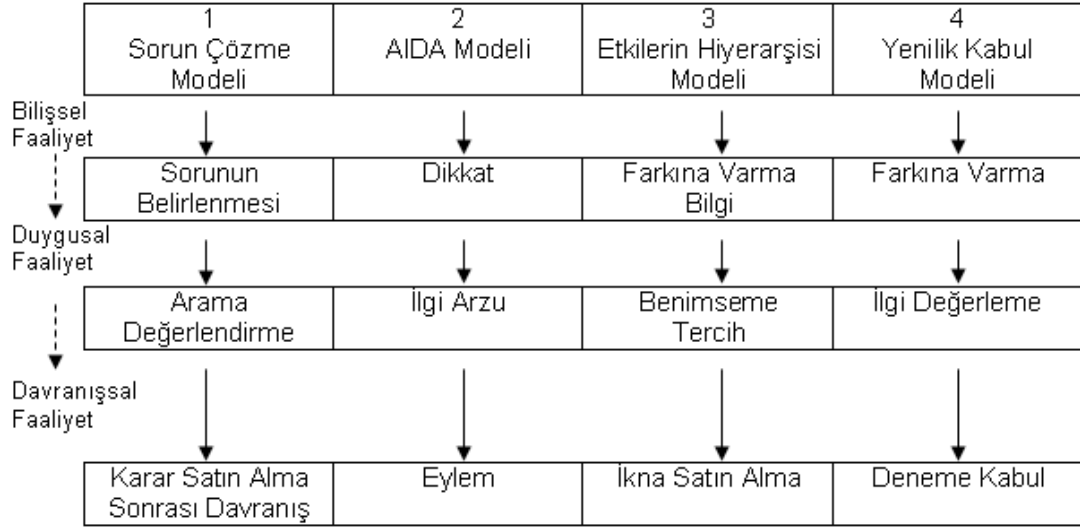 1
Sorun Çözme
Modeli
2
AIDA Modeli
3
Etkilerin Hiyerarşisi
Modeli
4
Yenilik Kabul
Modeli
Bilişsel
Faaliyet
Sorunun
Belirlenmesi
Dikkat
Farkına Varma
Bilgi
Farkına Varma
Duygusal
Faaliyet
Arama
Değerlendirme
İlgi Arzu
Benimseme
Tercih
İlgi Değerleme
Davranışsal
Faaliyet
Karar Satın Alma
Sonrası Davranış
Eylem
İkna Satın Alma
Deneme Kabul